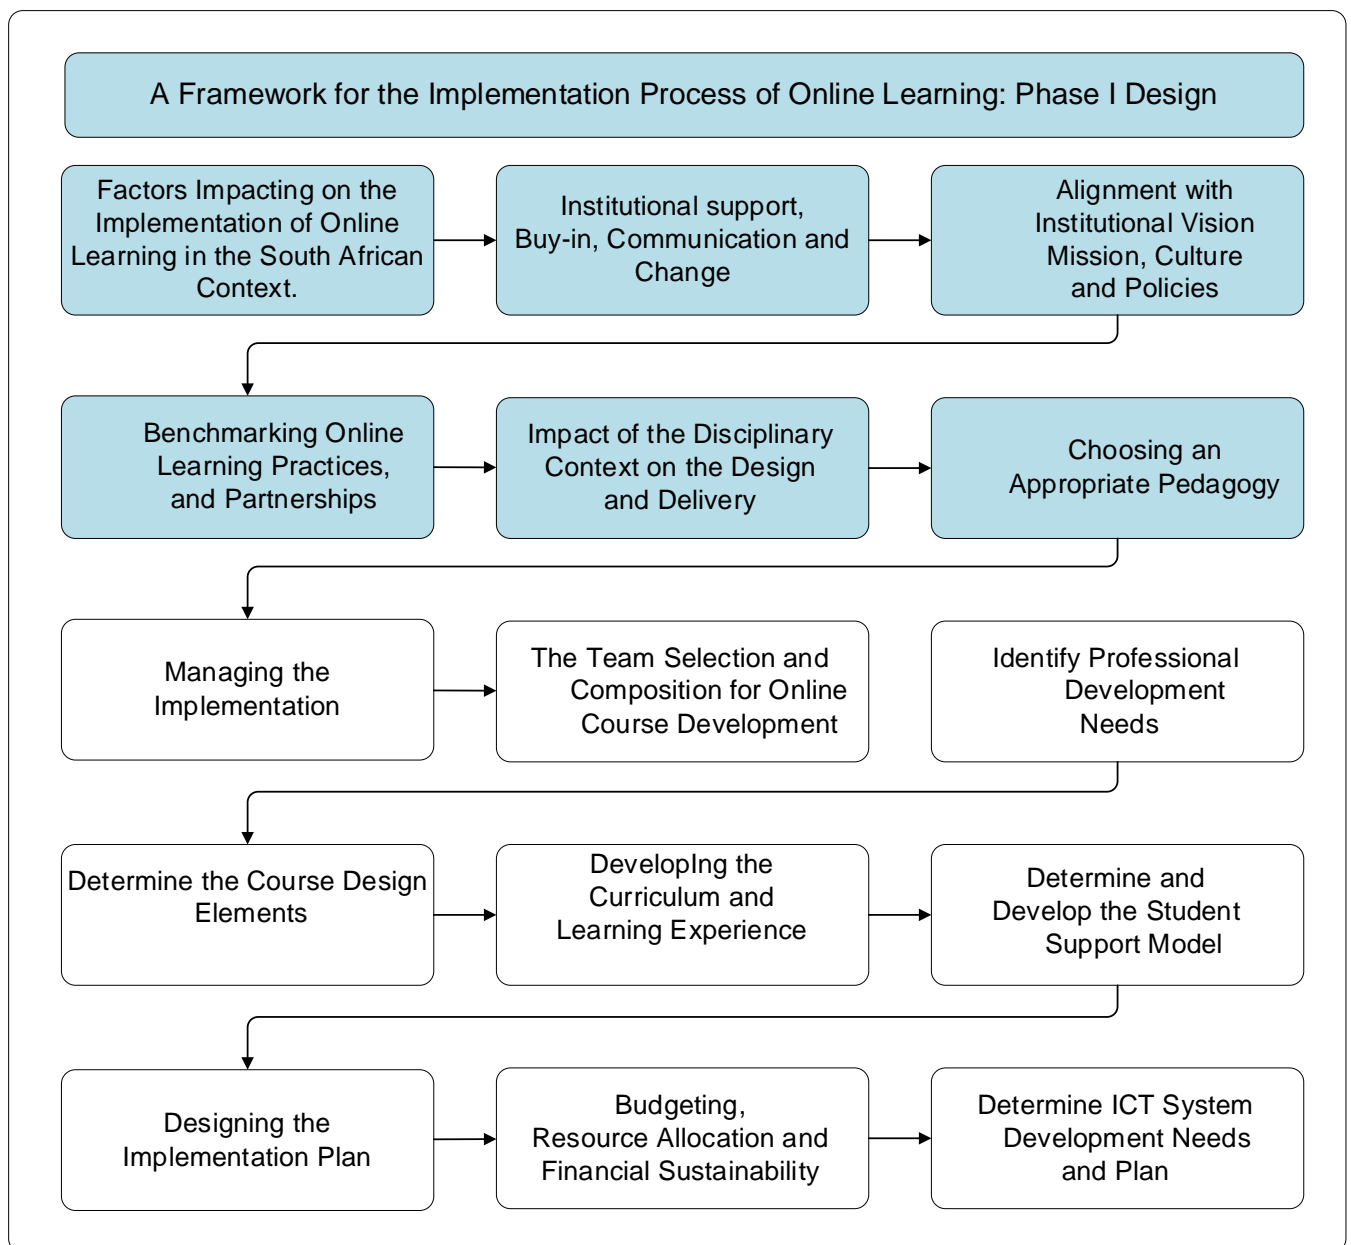 A Framework for the Implementation Process of Online Learning: Phase I Design
Factors Impacting on the
Implementation of Online
Learning in the South African
Context.
Institutional support,
Buy-in, Communication and
Change
Alignment with
Institutional Vision
Mission, Culture
and Policies
Benchmarking Online
Learning Practices,
and Partnerships
Impact of the Disciplinary
Context on the Design
and Delivery
Choosing an
Appropriate Pedagogy
Managing the
Implementation
The Team Selection and
Composition for Online
Course Development
Identify Professional
Development
Needs
Determine the Course Design
Elements
DevelopIng the
Curriculum and
Learning Experience
Determine and
Develop the Student
Support Model
Designing the
Implementation Plan
Budgeting,
Resource Allocation and
Financial Sustainability
Determine ICT System
Development Needs
and Plan